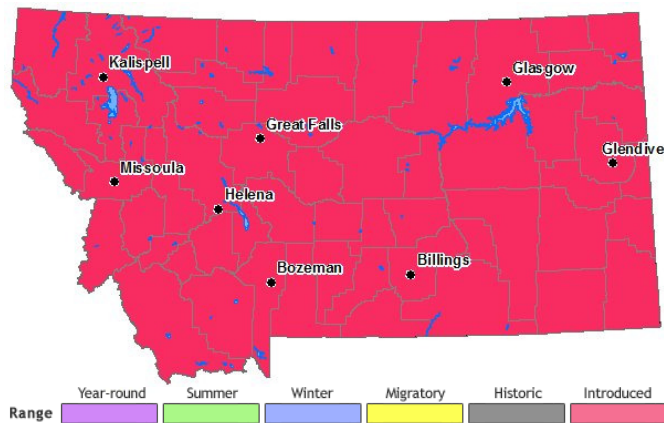 Kalispell
Glasgow
Great Falls
Glendive
Missoula
Helena
Bozeman
Billings
Year-round Summer Winter Migratory Historic Introduced
Range